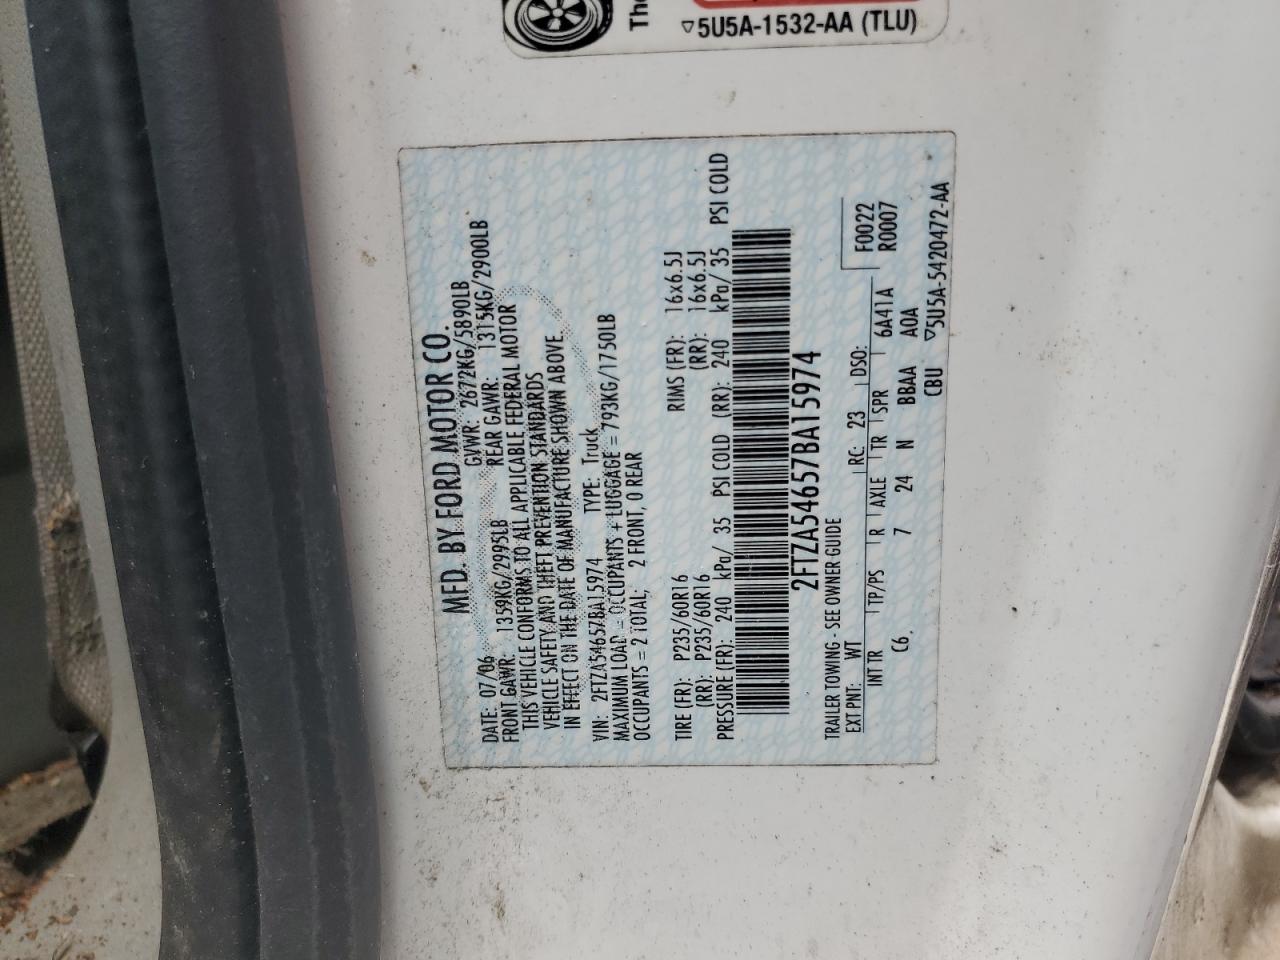 The
▽5U5A-1532-AA (TLU)
MFD. BY FORD MOTOR CO.
DATE: 07/06 GVWR: 2672KG/5890LB
FRONT GAWR: 1359KG/2995LB REAR GAWR: 1315KG/2900LB
THIS VEHICLE CONFORMS TO ALL APPLICABLE FEDERAL MOTOR
VEHICLE SAFETY AND THEFT PREVENTION STANDARDS
IN EFFECT ON THE DATE OF MANUFACTURE SHOWN ABOVE.
VIN: 2FTZA54657BA15974 TYPE: Truck
MAXIMUM LOAD = OCCUPANTS + LUGGAGE = 793KG/1750LB
OCCUPANTS = 2 TOTAL; 2 FRONT, 0 REAR
TIRE (FR): P235/60R16 RIMS (FR): 16x6.5J
(RR): P235/60R16 (RR): 16x6.5J
PRESSURE (FR): 240 kPa/ 35 PSI COLD (RR): 240 kPa/ 35 PSI COLD
2FTZA54657BA15974
TRAILER TOWING - SEE OWNER GUIDE
EXT PNT: WT RC: 23 DSO: F0022
INT TR TP/PS R AXLE TR SPR 6A41A R0007
C6 7 24 N BBAA A0A
CBU ▽5U5A-5420472-AA